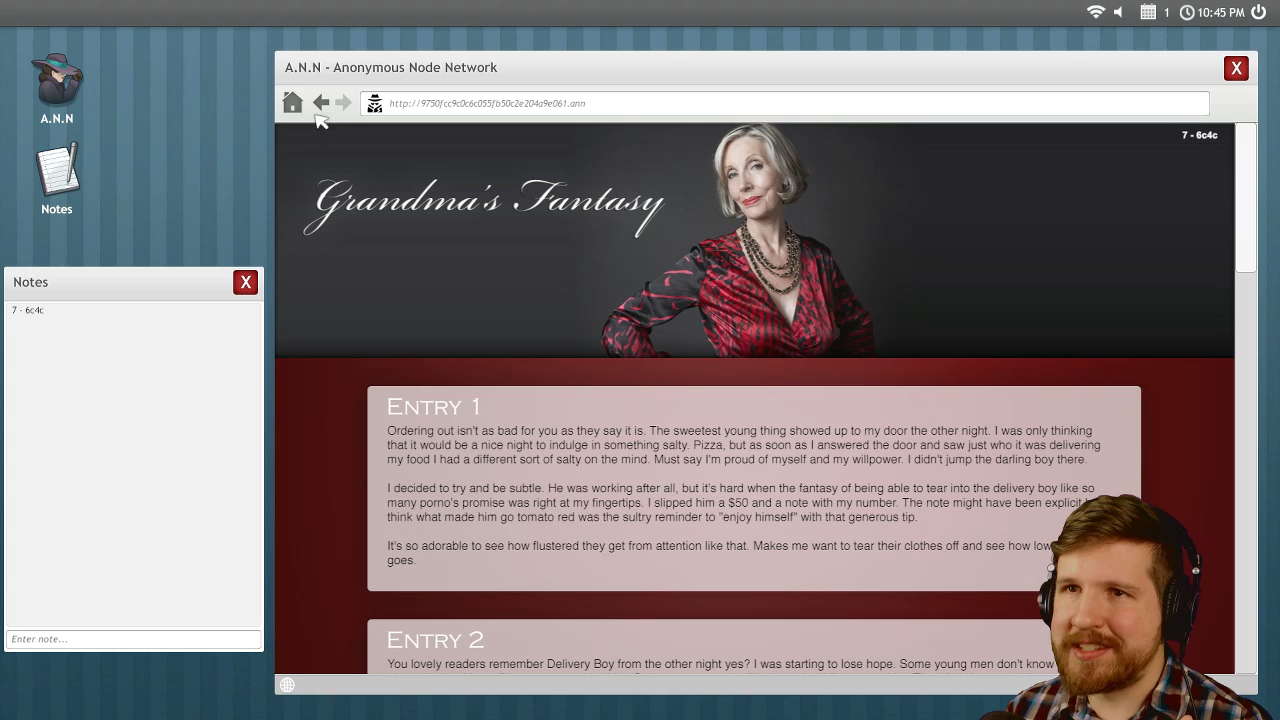 1
10:45 PM
A.N.N - Anonymous Node Network
X
http://9750fcc9c0c6c055fb50c2e204a9e061.ann
A.N.N
7 - 6c4c
Grandma's Fantasy
Notes
Notes
X
7 - 6c4c
Enter note...
Entry 1
Ordering out isn't as bad for you as they say it is. The sweetest young thing showed up to my door the other night. I was only thinking
that it would be a nice night to indulge in something salty. Pizza, but as soon as I answered the door and saw just who it was delivering
my food I had a different sort of salty on the mind. Must say I'm proud of myself and my willpower. I didn't jump the darling boy there.
I decided to try and be subtle. He was working after all, but it's hard when the fantasy of being able to tear into the delivery boy like so
many porno's promise was right at my fingertips. I slipped him a $50 and a note with my number. The note might have been explicit
think what made him go tomato red was the sultry reminder to "enjoy himself" with that generous tip.
It's so adorable to see how flustered they get from attention like that. Makes me want to tear their clothes off and see how low
goes.
Entry 2
You lovely readers remember Delivery Boy from the other night yes? I was starting to lose hope. Some young men don't know